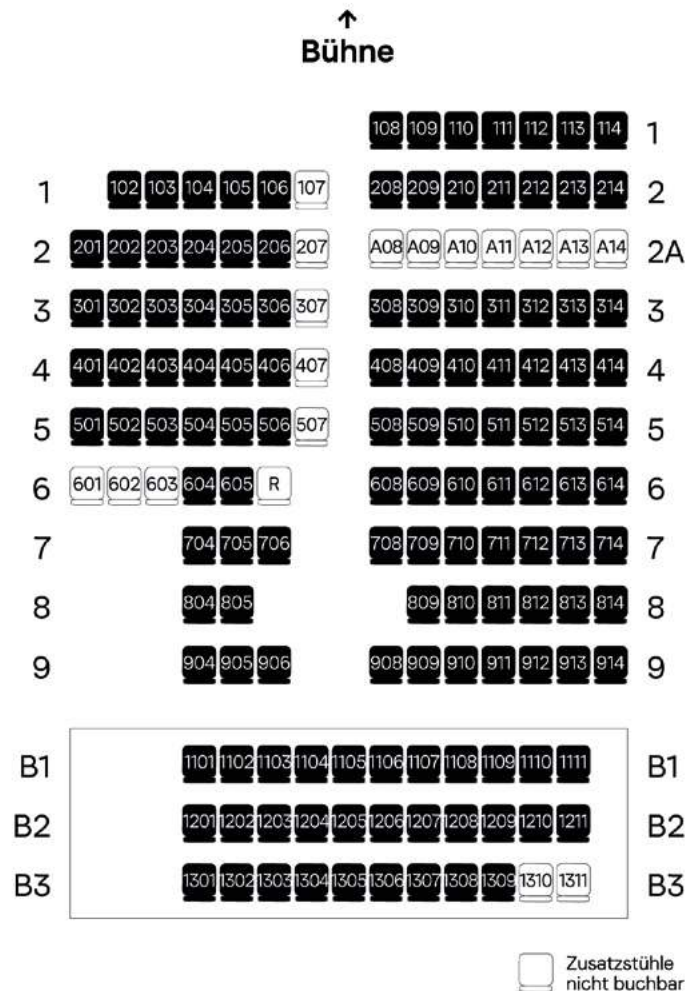 ↑
Bühne
108 109 110 111 112 113 114 1
1 102 103 104 105 106 107 208 209 210 211 212 213 214 2
2 201 202 203 204 205 206 207 A08 A09 A10 A11 A12 A13 A14 2A
3 301 302 303 304 305 306 307 308 309 310 311 312 313 314 3
4 401 402 403 404 405 406 407 408 409 410 411 412 413 414 4
5 501 502 503 504 505 506 507 508 509 510 511 512 513 514 5
6 601 602 603 604 605 R 608 609 610 611 612 613 614 6
7 704 705 706 708 709 710 711 712 713 714 7
8 804 805 809 810 811 812 813 814 8
9 904 905 906 908 909 910 911 912 913 914 9
B1 1101 1102 1103 1104 1105 1106 1107 1108 1109 1110 1111 B1
B2 1201 1202 1203 1204 1205 1206 1207 1208 1209 1210 1211 B2
B3 1301 1302 1303 1304 1305 1306 1307 1308 1309 1310 1311 B3
Zusatzstühle
nicht buchbar